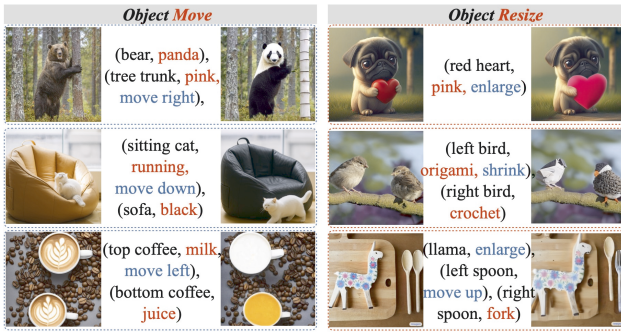 Object Move
(bear, panda),
(tree trunk, pink,
move right),
(sitting cat,
running,
move down),
(sofa, black)
(top coffee, milk,
move left),
(bottom coffee,
juice)
Object Resize
(red heart,
pink, enlarge)
(left bird,
origami, shrink),
(right bird,
crochet)
(llama, enlarge),
(left spoon,
move up), (right
spoon, fork)